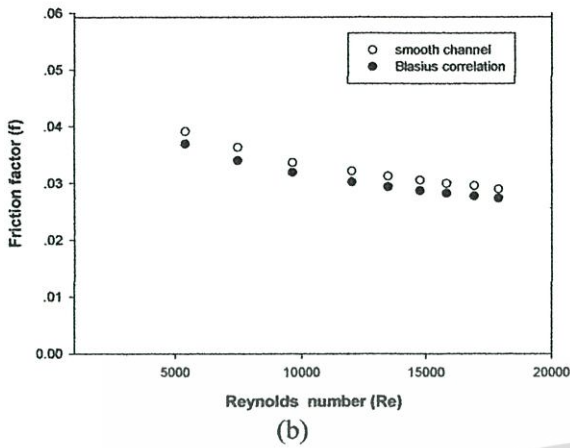 .06
smooth channel
Blasius correlation
.05
.04
.03
.02
.01
0.00
Friction factor (f)
5000 10000 15000 20000
Reynolds number (Re)
(b)